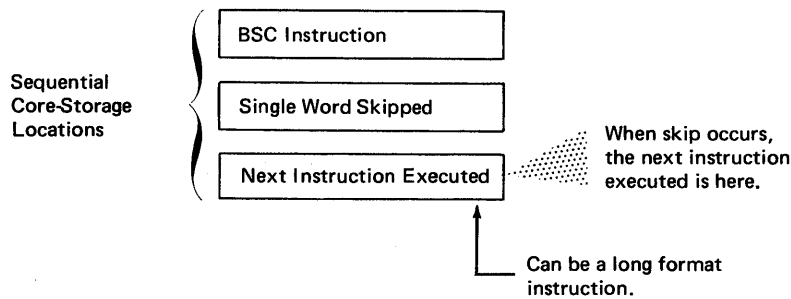 BSC Instruction
Sequential
Core-Storage
Locations
Single Word Skipped
Next Instruction Executed
When skip occurs,
the next instruction
executed is here.
Can be a long format
instruction.